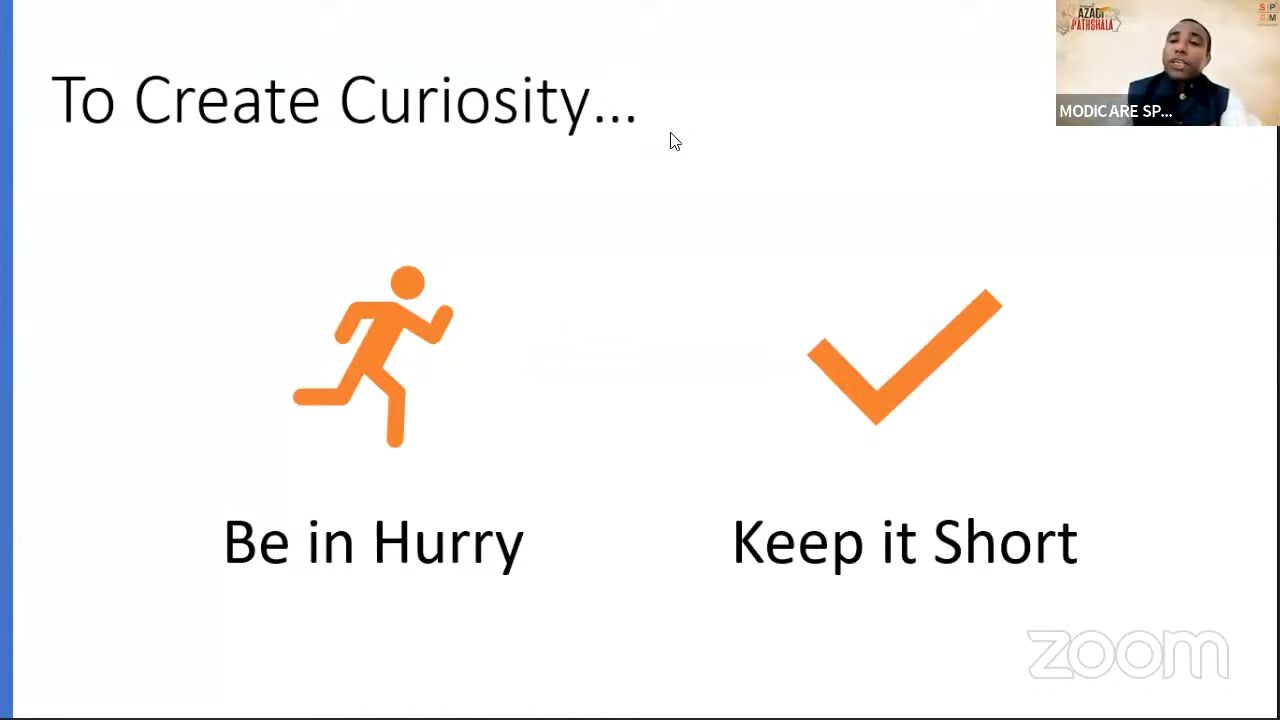 To Create Curiosity...
AZADI
PATHSHALA
S P
B M
MODICARE SP...
Be in Hurry
Keep it Short
zoom